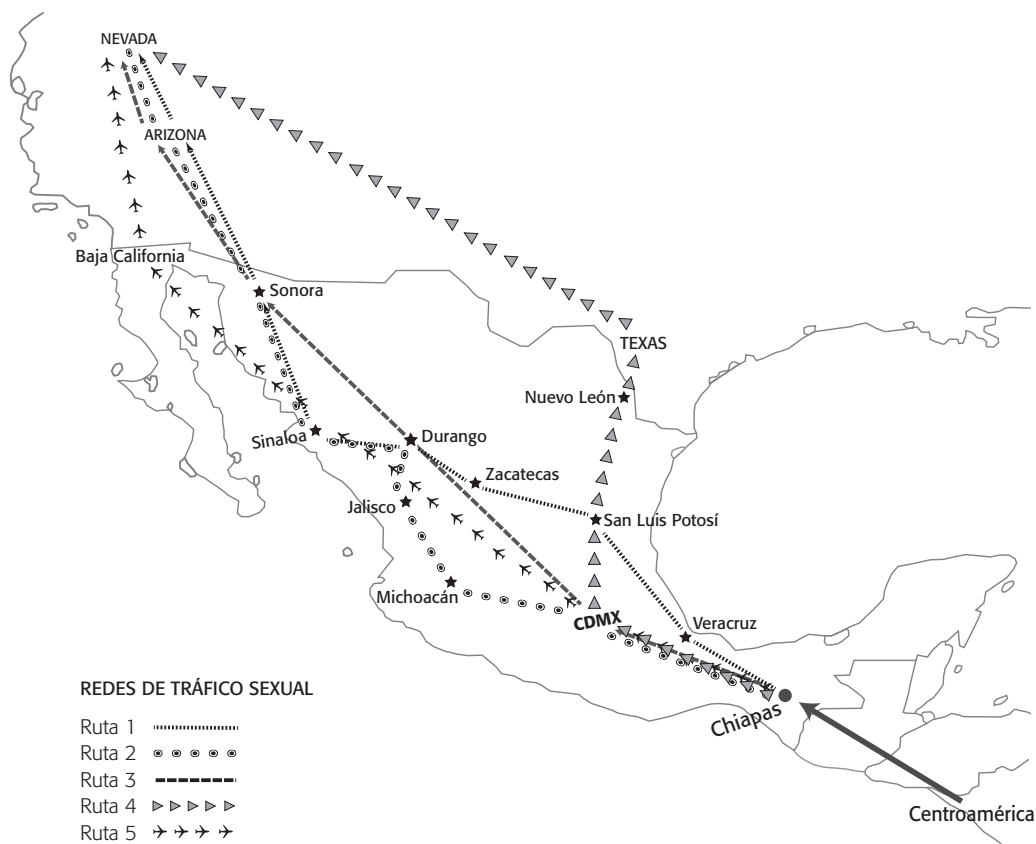 NEVADA
ARIZONA
Baja California
Sonora
TEXAS
Nuevo León
Sinaloa
Durango
Zacatecas
Jalisco
San Luis Potosí
Michoacán
CDMX
Veracruz
Chiapas
Centroamérica
REDES DE TRÁFICO SEXUAL
Ruta 1
Ruta 2
Ruta 3
Ruta 4
Ruta 5